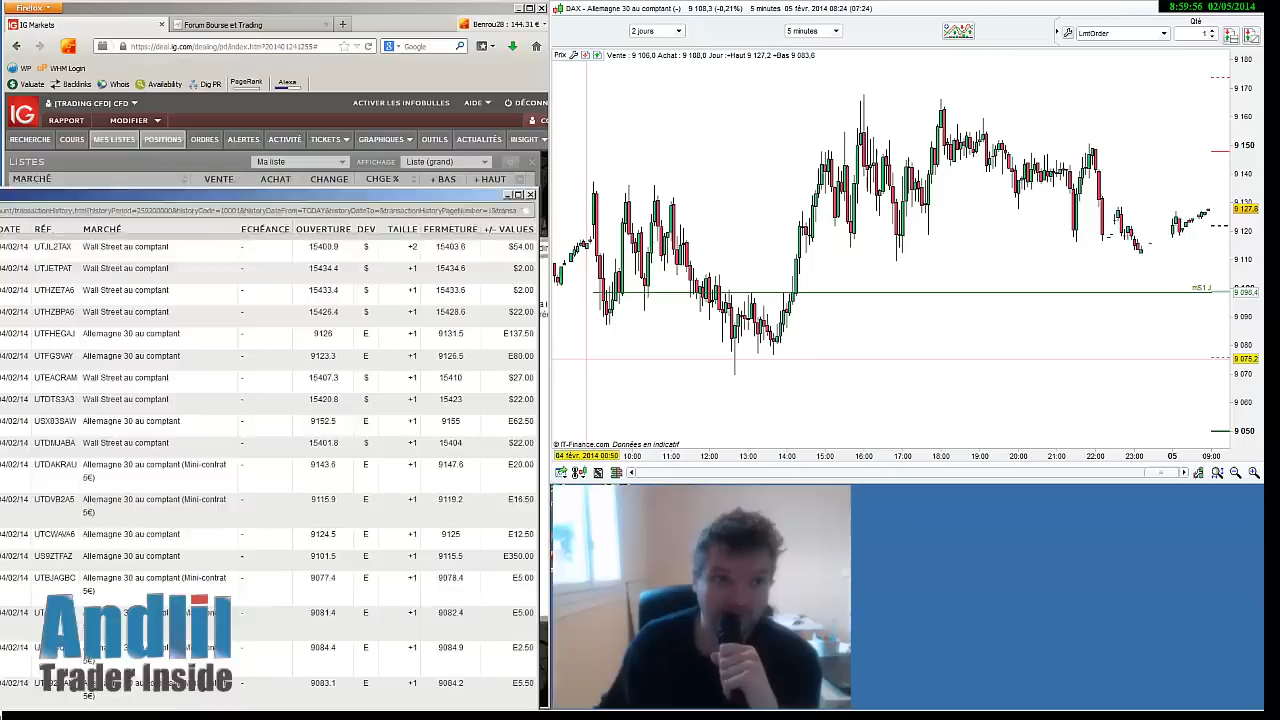 Firefox
IG Markets
Forum Bourse et Trading
Benrou28 : 144.31 €
https://deal.ig.com/dealing/pd/index.htm?201401241255#
Google
WP
WHM Login
Valuate
Backlinks
Whois
Availability
Dig PR
PageRank
Alexa
IG
[TRADING CFD] CFD
ACTIVER LES INFOBULLES
AIDE
DÉCONN
RAPPORT
MODIFIER
RECHERCHE
COURS
MES LISTES
POSITIONS
ORDRES
ALERTES
ACTIVITÉ
TICKETS
GRAPHIQUES
OUTILS
ACTUALITÉS
INSIGHT
LISTES
Ma liste
AFFICHAGE
Liste (grand)
MARCHÉ
VENTE
ACHAT
CHANGE
CHGE %
+ BAS
+ HAUT
DATE RÉF. MARCHÉ ECHÉANCE OUVERTURE DEV TAILLE FERMETURE +/- VALUES
04/02/14 UTJL2TAX Wall Street au comptant - 15400.9 $ +2 15403.6 $54.00
04/02/14 UTJETPAT Wall Street au comptant - 15434.4 $ +1 15434.6 $2.00
04/02/14 UTHZE7A6 Wall Street au comptant - 15433.4 $ +1 15433.6 $2.00
04/02/14 UTHZBPA6 Wall Street au comptant - 15426.4 $ +1 15428.6 $22.00
04/02/14 UTFHEGAJ Allemagne 30 au comptant - 9126 E +1 9131.5 E137.50
04/02/14 UTFGSVAY Allemagne 30 au comptant - 9123.3 E +1 9126.5 E80.00
04/02/14 UTEACRAM Wall Street au comptant - 15407.3 $ +1 15410 $27.00
04/02/14 UTDTS3A3 Wall Street au comptant - 15420.8 $ +1 15423 $22.00
04/02/14 USX83SAW Allemagne 30 au comptant - 9152.5 E +1 9155 E62.50
04/02/14 UTDMJABA Wall Street au comptant - 15401.8 $ +1 15404 $22.00
04/02/14 UTDAKRAU Allemagne 30 au comptant (Mini-contrat 5€) - 9143.6 E +1 9147.6 E20.00
04/02/14 UTDVB2A5 Allemagne 30 au comptant (Mini-contrat 5€) - 9115.9 E +1 9119.2 E16.50
04/02/14 UTCWAVA6 Allemagne 30 au comptant - 9124.5 E +1 9125 E12.50
04/02/14 US9ZTFAZ Allemagne 30 au comptant - 9101.5 E +1 9115.5 E350.00
04/02/14 UTBJAGBC Allemagne 30 au comptant (Mini-contrat - 9077.4 E +1 9078.4 E5.00
- 9081.4 E +1 9082.4 E5.00
- 9084.4 E +1 9084.9 E2.50
5€)
- 9083.1 E +1 9084.2 E5.50
5€)
Andlil
Trader Inside
DAX - Allemagne 30 au comptant (-) 9 108,3 (-0,21%) 5 minutes 05 févr. 2014 08:24 (07:24)
8:59:56 02/05/2014
2 jours
5 minutes
LmtOrder
Qté
1
Prix
Vente : 9 106,0 Achat : 9 108,0 Jour :+Haut 9 127,2 +Bas 9 083,6
9 180
9 170
9 160
9 150
9 140
9 127,8
9 120
9 110
mS1 J
9 098,4
9 090
9 080
9 075,2
9 070
9 060
9 050
© IT-Finance.com Données en indicatif
04 févr. 2014 00:50
10:00 11:00 12:00 13:00 14:00 15:00 16:00 17:00 18:00 19:00 20:00 21:00 22:00 23:00 05 09:00